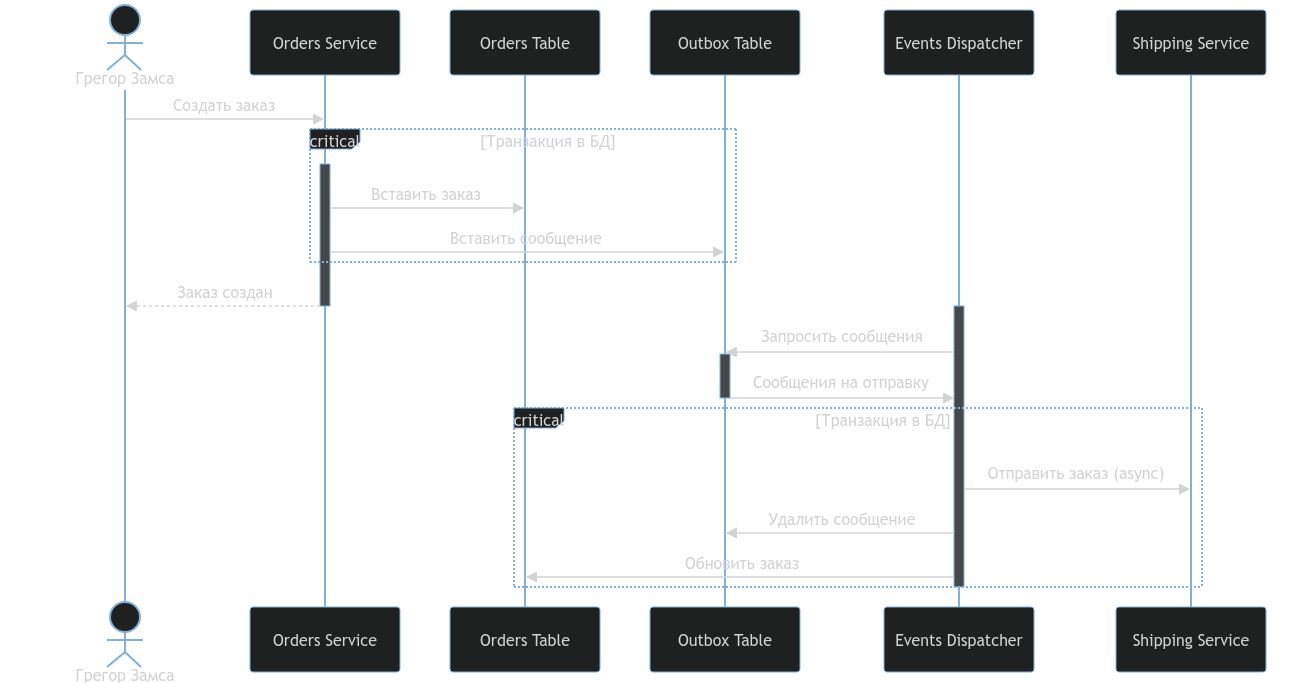 Orders Service
Orders Table
Outbox Table
Events Dispatcher
Shipping Service
Грегор Замса
Создать заказ
critical
[Транзакция в БД]
Вставить заказ
Вставить сообщение
Заказ создан
Запросить сообщения
Сообщения на отправку
critical
[Транзакция в БД]
Отправить заказ (async)
Удалить сообщение
Обновить заказ
Orders Service
Orders Table
Outbox Table
Events Dispatcher
Shipping Service
Грегор Замса